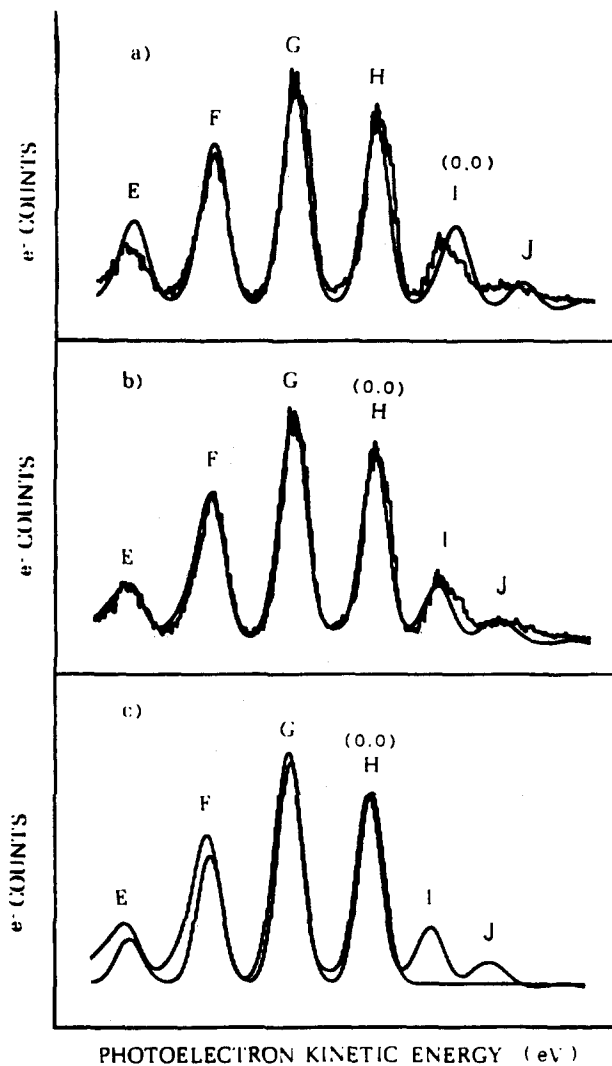 a)
G
H
F
(0,0)
I
E
J
e- COUNTS
b)
G
(0.0)
H
F
I
E
J
e- COUNTS
c)
G
(0.0)
H
F
E
I
J
e- COUNTS
PHOTOELECTRON KINETIC ENERGY (eV)